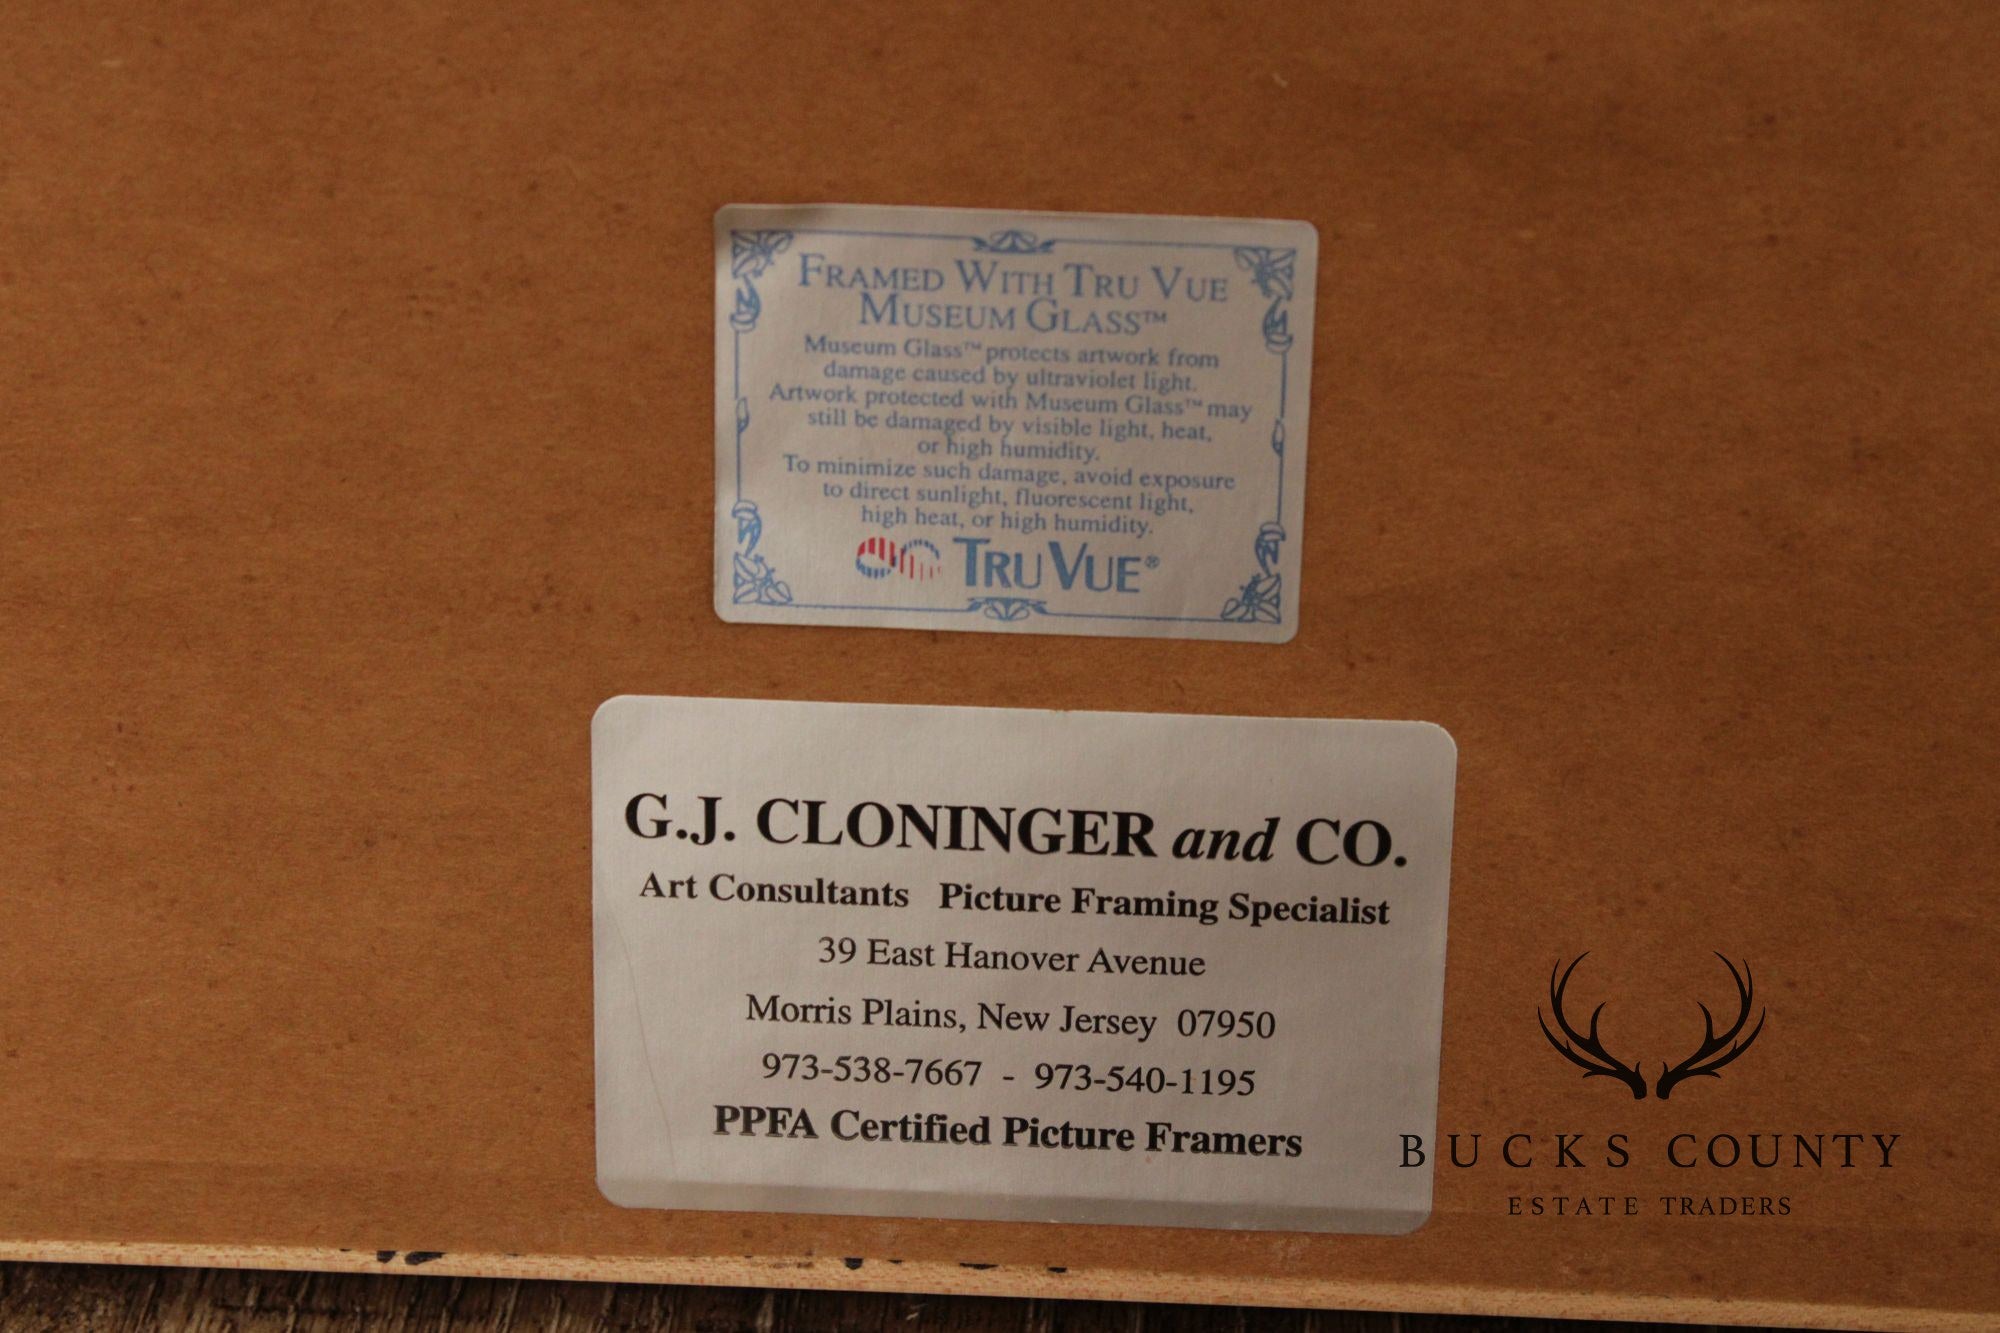 FRAMED WITH TRU VUE
MUSEUM GLASS™
Museum Glass™ protects artwork from
damage caused by ultraviolet light.
Artwork protected with Museum Glass™ may
still be damaged by visible light, heat,
or high humidity.
To minimize such damage, avoid exposure
to direct sunlight, fluorescent light,
high heat, or high humidity.
TRU VUE®
G.J. CLONINGER and CO.
Art Consultants Picture Framing Specialist
39 East Hanover Avenue
Morris Plains, New Jersey 07950
973-538-7667 - 973-540-1195
PPFA Certified Picture Framers
BUCKS COUNTY
ESTATE TRADERS